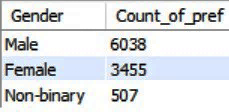 Gender Count_of_pref
Male 6038
Female 3455
Non-binary 507